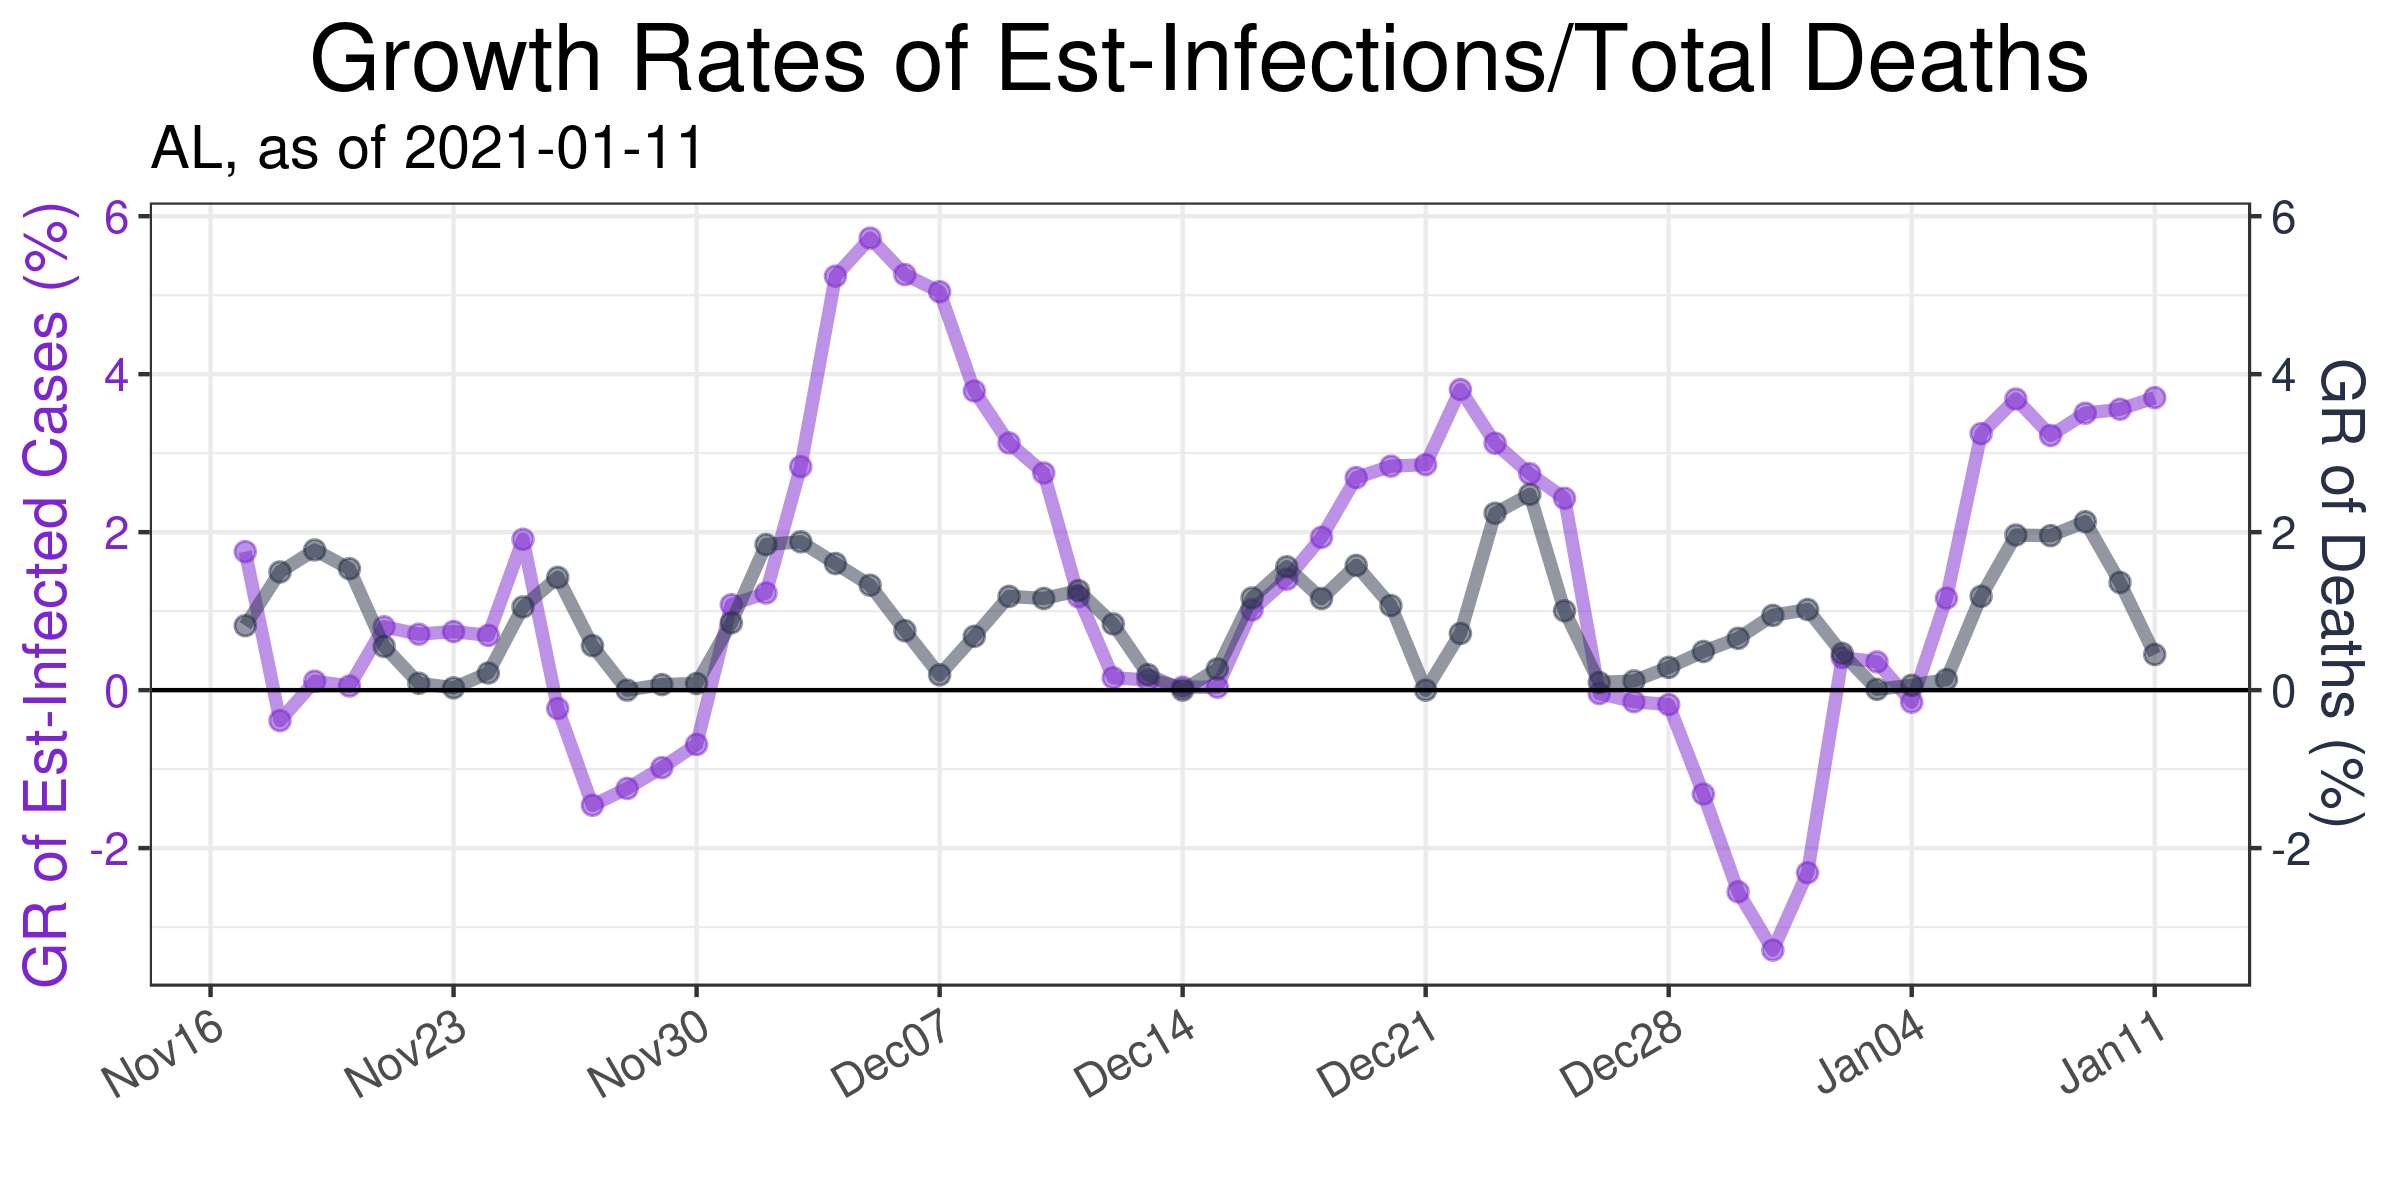 Growth Rates of Est-Infections/Total Deaths
AL, as of 2021-01-11
GR of Est-Infected Cases (%)
6
4
2
0
-2
6
4
2
0
-2
GR of Deaths (%)
Nov16
Nov23
Nov30
Dec07
Dec14
Dec21
Dec28
Jan04
Jan11